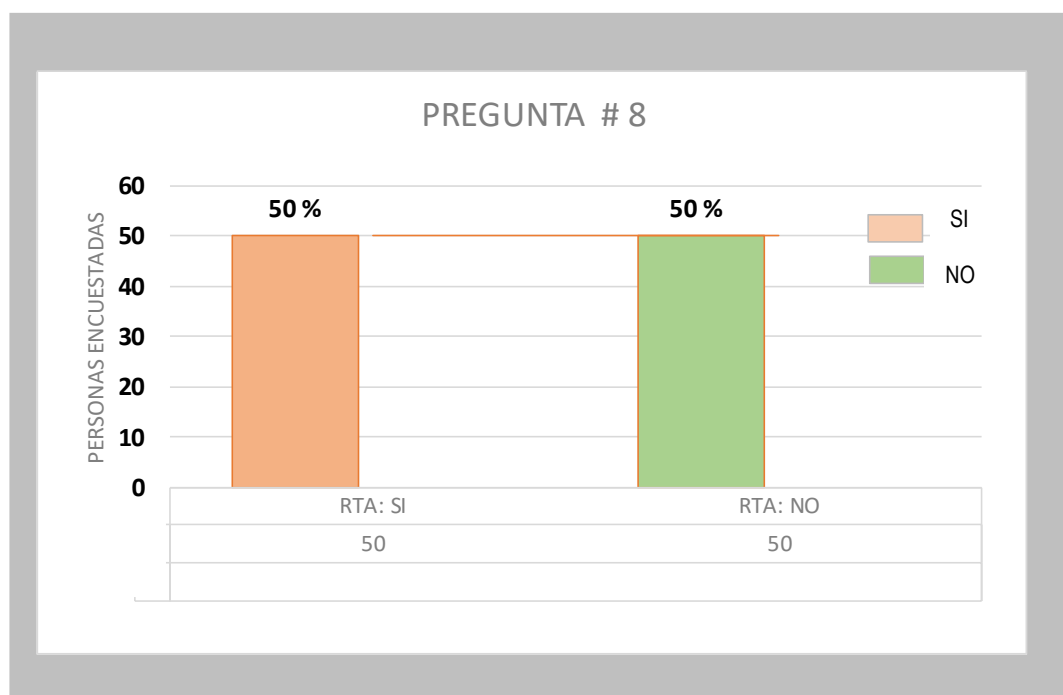 PREGUNTA # 8
PERSONAS ENCUESTADAS
60
50
40
30
20
10
0
50 %
50 %
SI
NO
RTA: SI
RTA: NO
50
50